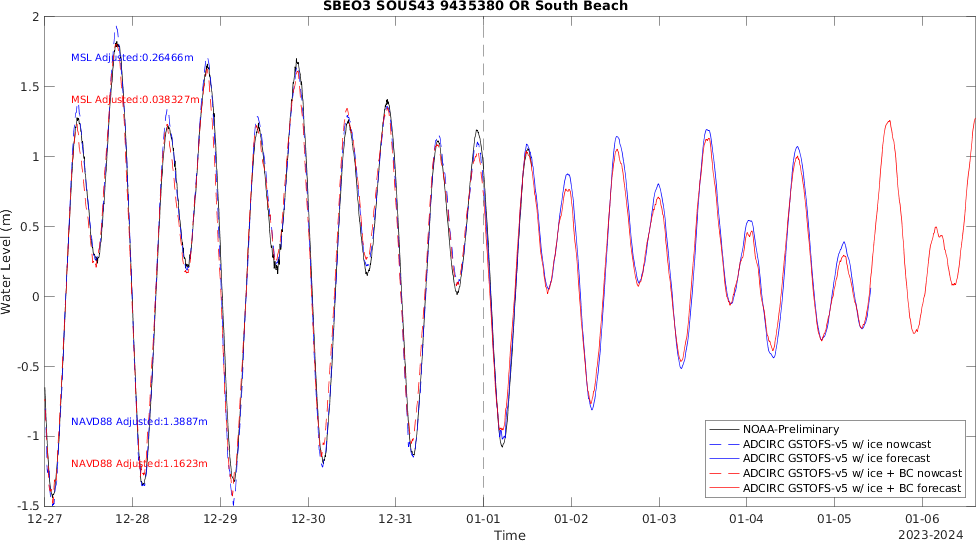 SBEO3 SOUS43 9435380 OR South Beach
2
1.5
1
0.5
0
-0.5
-1
-1.5
Water Level (m)
MSL Adjusted:0.26466m
MSL Adjusted:0.038327m
NAVD88 Adjusted:1.3887m
NAVD88 Adjusted:1.1623m
NOAA-Preliminary
ADCIRC GSTOFS-v5 w/ ice nowcast
ADCIRC GSTOFS-v5 w/ ice forecast
ADCIRC GSTOFS-v5 w/ ice + BC nowcast
ADCIRC GSTOFS-v5 w/ ice + BC forecast
12-27 12-28 12-29 12-30 12-31 01-01 01-02 01-03 01-04 01-05 01-06
Time
2023-2024